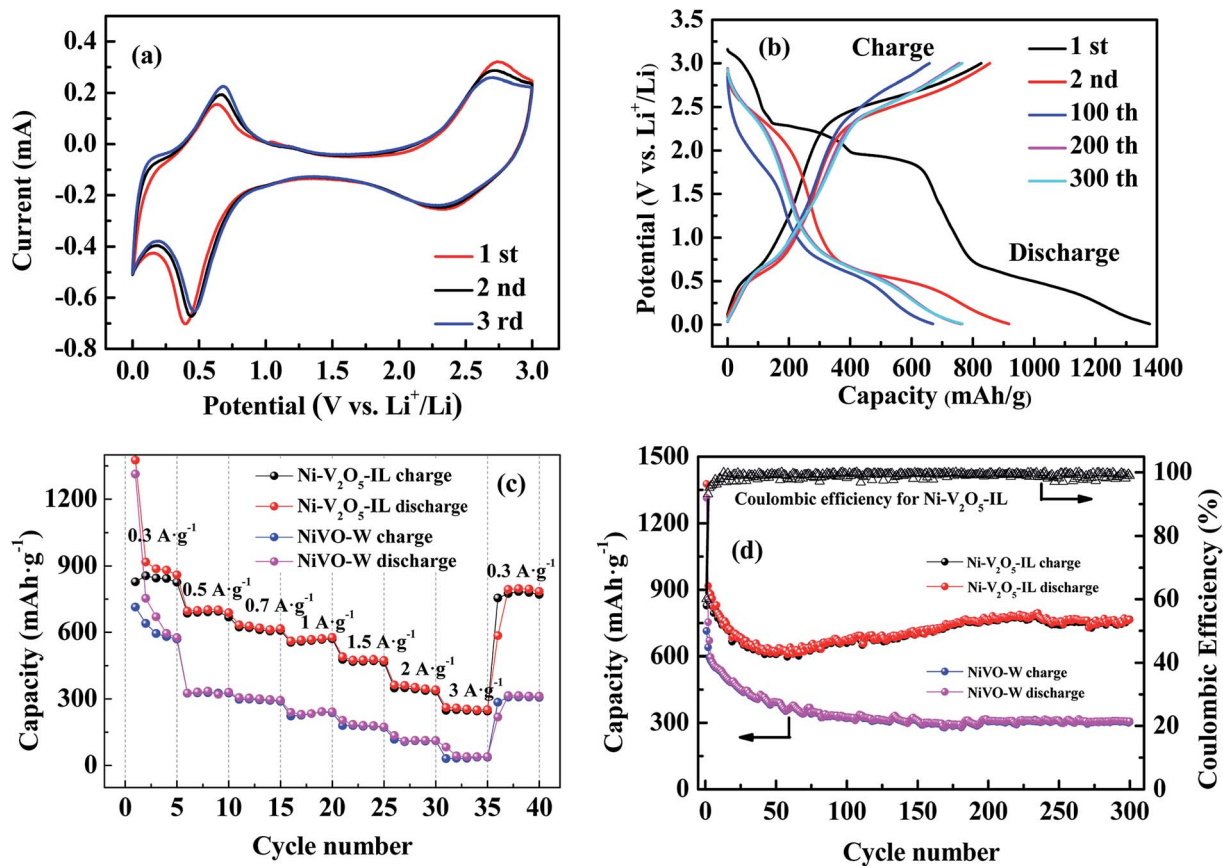 (a)
0.4
0.2
0.0
-0.2
-0.4
-0.6
-0.8
Current (mA)
1 st
2 nd
3 rd
0.0 0.5 1.0 1.5 2.0 2.5 3.0
Potential (V vs. Li⁺/Li)
(b)
Charge
Discharge
1 st
2 nd
100 th
200 th
300 th
3.5
3.0
2.5
2.0
1.5
1.0
0.5
0.0
Potential (V vs. Li⁺/Li)
0 200 400 600 800 1000 1200 1400
Capacity (mAh/g)
(c)
Ni-V₂O₅-IL charge
Ni-V₂O₅-IL discharge
NiVO-W charge
NiVO-W discharge
0.3 A·g⁻¹
0.5 A·g⁻¹
0.7 A·g⁻¹
1 A·g⁻¹
1.5 A·g⁻¹
2 A·g⁻¹
3 A·g⁻¹
0.3 A·g⁻¹
1200
900
600
300
0
Capacity (mAh·g⁻¹)
0 5 10 15 20 25 30 35 40
Cycle number
1500
1200
900
600
300
0
Capacity (mAh·g⁻¹)
Coulombic efficiency for Ni-V₂O₅-IL
(d)
Ni-V₂O₅-IL charge
Ni-V₂O₅-IL discharge
NiVO-W charge
NiVO-W discharge
100
80
60
40
20
0
Coulombic Efficiency (%)
0 50 100 150 200 250 300
Cycle number